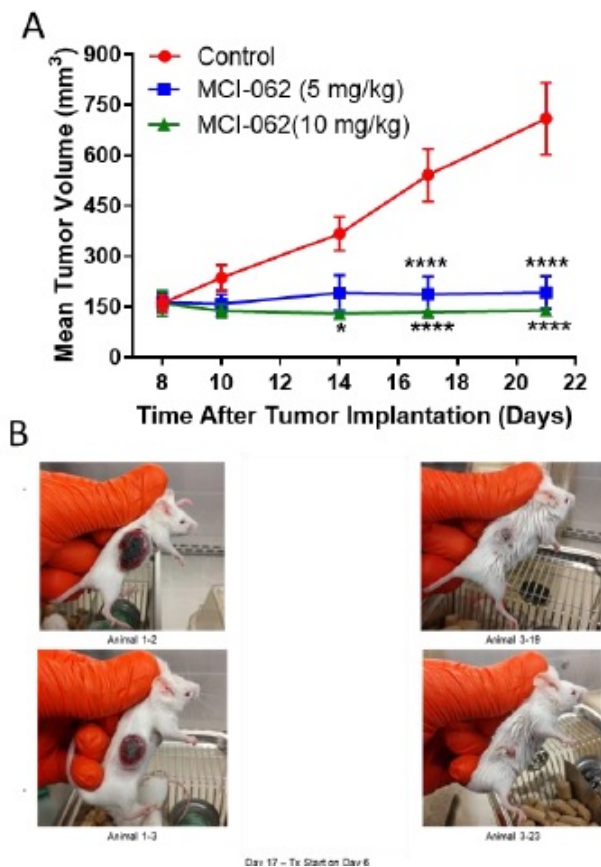 A
900
750
600
450
300
150
0
Mean Tumor Volume (mm³)
Control
MCI-062 (5 mg/kg)
MCI-062(10 mg/kg)
**** ****
* **** ****
8 10 12 14 16 18 20 22
Time After Tumor Implantation (Days)
B
Animal 1-2
Animal 3-19
Animal 1-3
Animal 3-23
Day 17 – Tx Start on Day 6